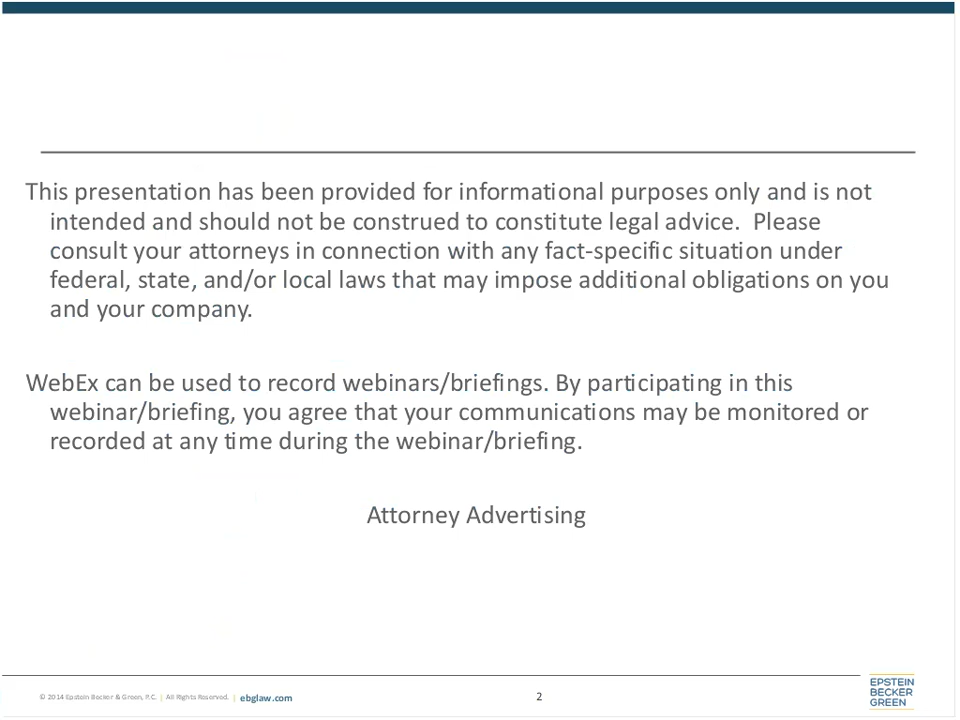 This presentation has been provided for informational purposes only and is not
intended and should not be construed to constitute legal advice.  Please
consult your attorneys in connection with any fact-specific situation under
federal, state, and/or local laws that may impose additional obligations on you
and your company.
WebEx can be used to record webinars/briefings. By participating in this
webinar/briefing, you agree that your communications may be monitored or
recorded at any time during the webinar/briefing.
Attorney Advertising
© 2014 Epstein Becker & Green, P.C. | All Rights Reserved. | ebglaw.com
2
EPSTEIN
BECKER
GREEN